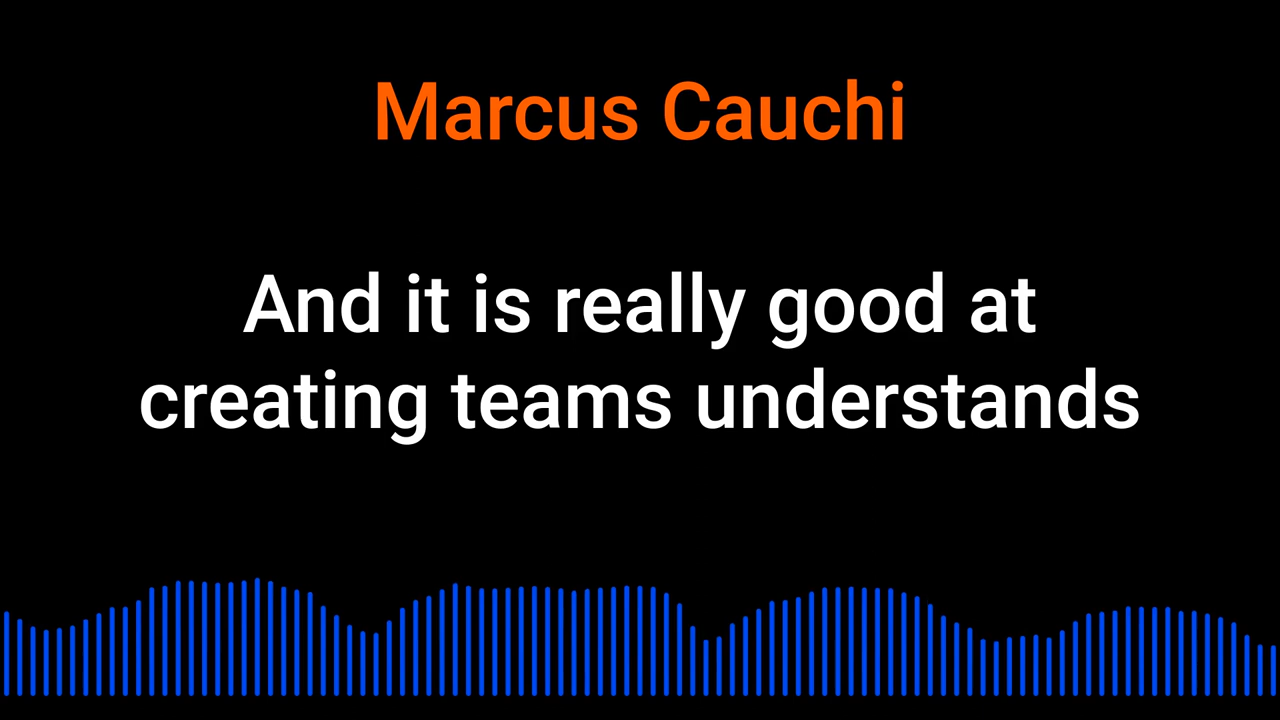 Marcus Cauchi
And it is really good at
creating teams understands